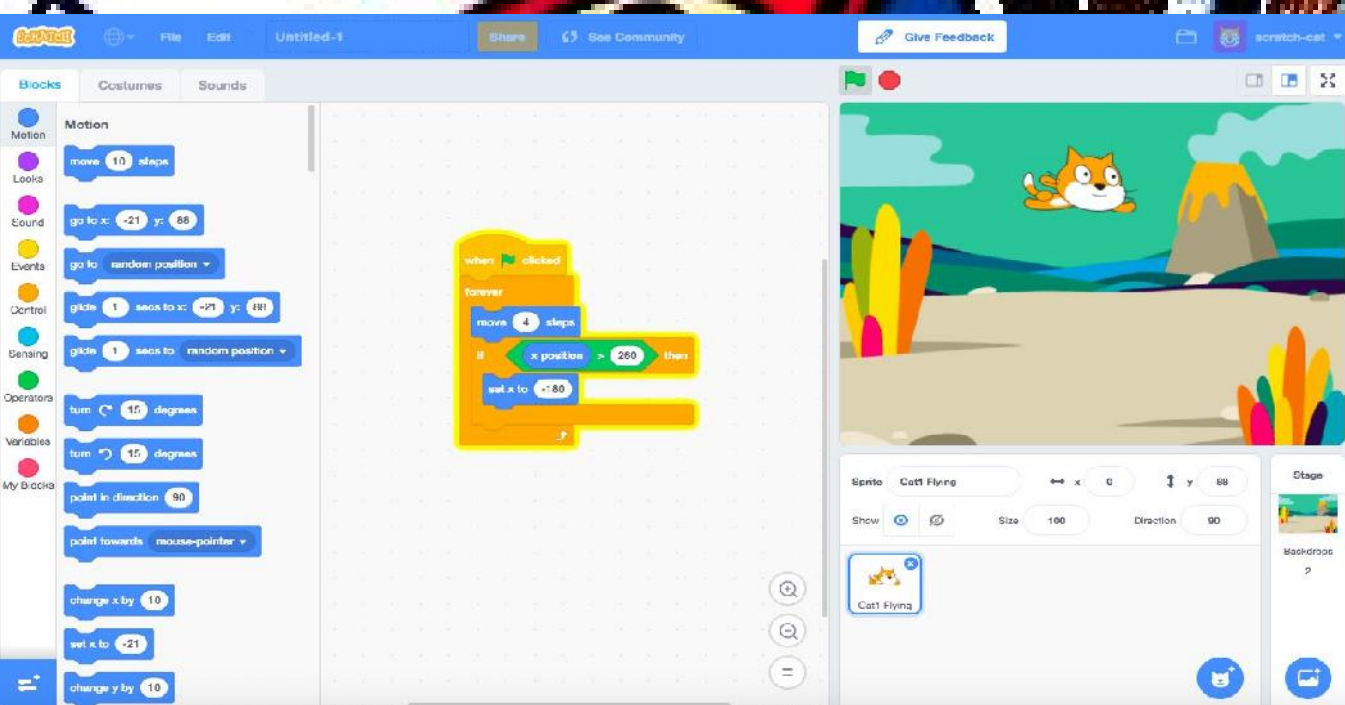 SCRATCH File Edit Untitled-1 Share See Community Give Feedback scratch-cat
Blocks Costumes Sounds
Motion
Looks
Sound
Events
Control
Sensing
Operators
Variables
My Blocks
Motion
move 10 steps
go to x: -21 y: 88
go to random position
glide 1 secs to x: -21 y: 88
glide 1 secs to random position
turn 15 degrees
turn 15 degrees
point in direction 90
point towards mouse-pointer
change x by 10
set x to -21
change y by 10
when clicked
forever
move 4 steps
if x position > 260 then
set x to -180
Sprite Cat1 Flying x 0 y 88
Show Size 100 Direction 90
Cat1 Flying
Stage
Backdrops
2